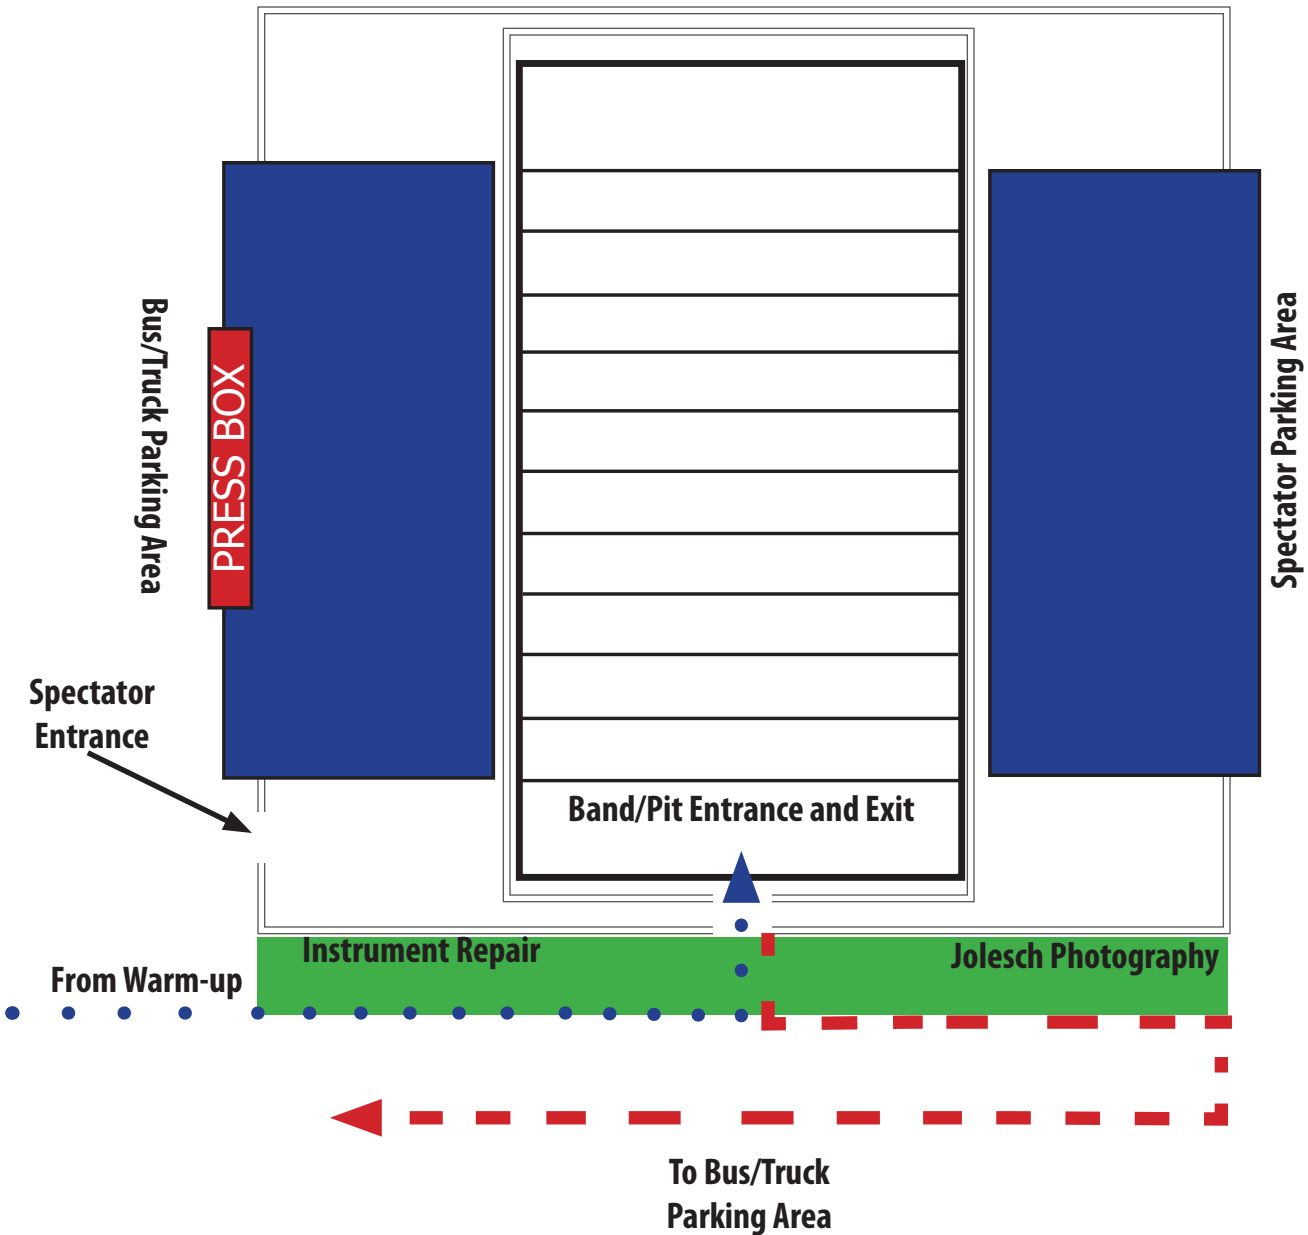 Bus/Truck Parking Area
PRESS BOX
Spectator Parking Area
Spectator
Entrance
Band/Pit Entrance and Exit
Instrument Repair
Jolesch Photography
From Warm-up
To Bus/Truck
Parking Area